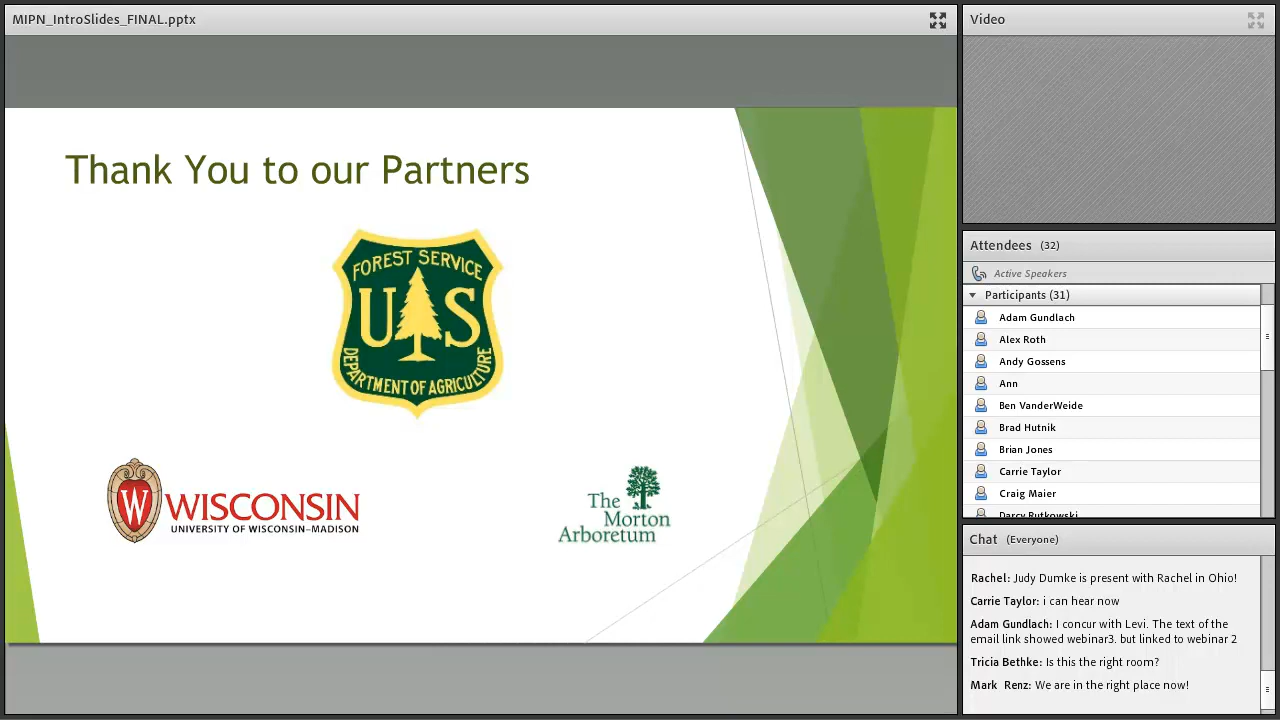 MIPN_IntroSlides_FINAL.pptx
Thank You to our Partners
FOREST SERVICE
U S
DEPARTMENT OF AGRICULTURE
W
WISCONSIN
UNIVERSITY OF WISCONSIN–MADISON
The
Morton
Arboretum
Video
Attendees (32)
Active Speakers
Participants (31)
Adam Gundlach
Alex Roth
Andy Gossens
Ann
Ben VanderWeide
Brad Hutnik
Brian Jones
Carrie Taylor
Craig Maier
Darcy Rutkowski
Chat (Everyone)
Rachel: Judy Dumke is present with Rachel in Ohio!
Carrie Taylor: i can hear now
Adam Gundlach: I concur with Levi. The text of the
email link showed webinar3. but linked to webinar 2
Tricia Bethke: Is this the right room?
Mark Renz: We are in the right place now!